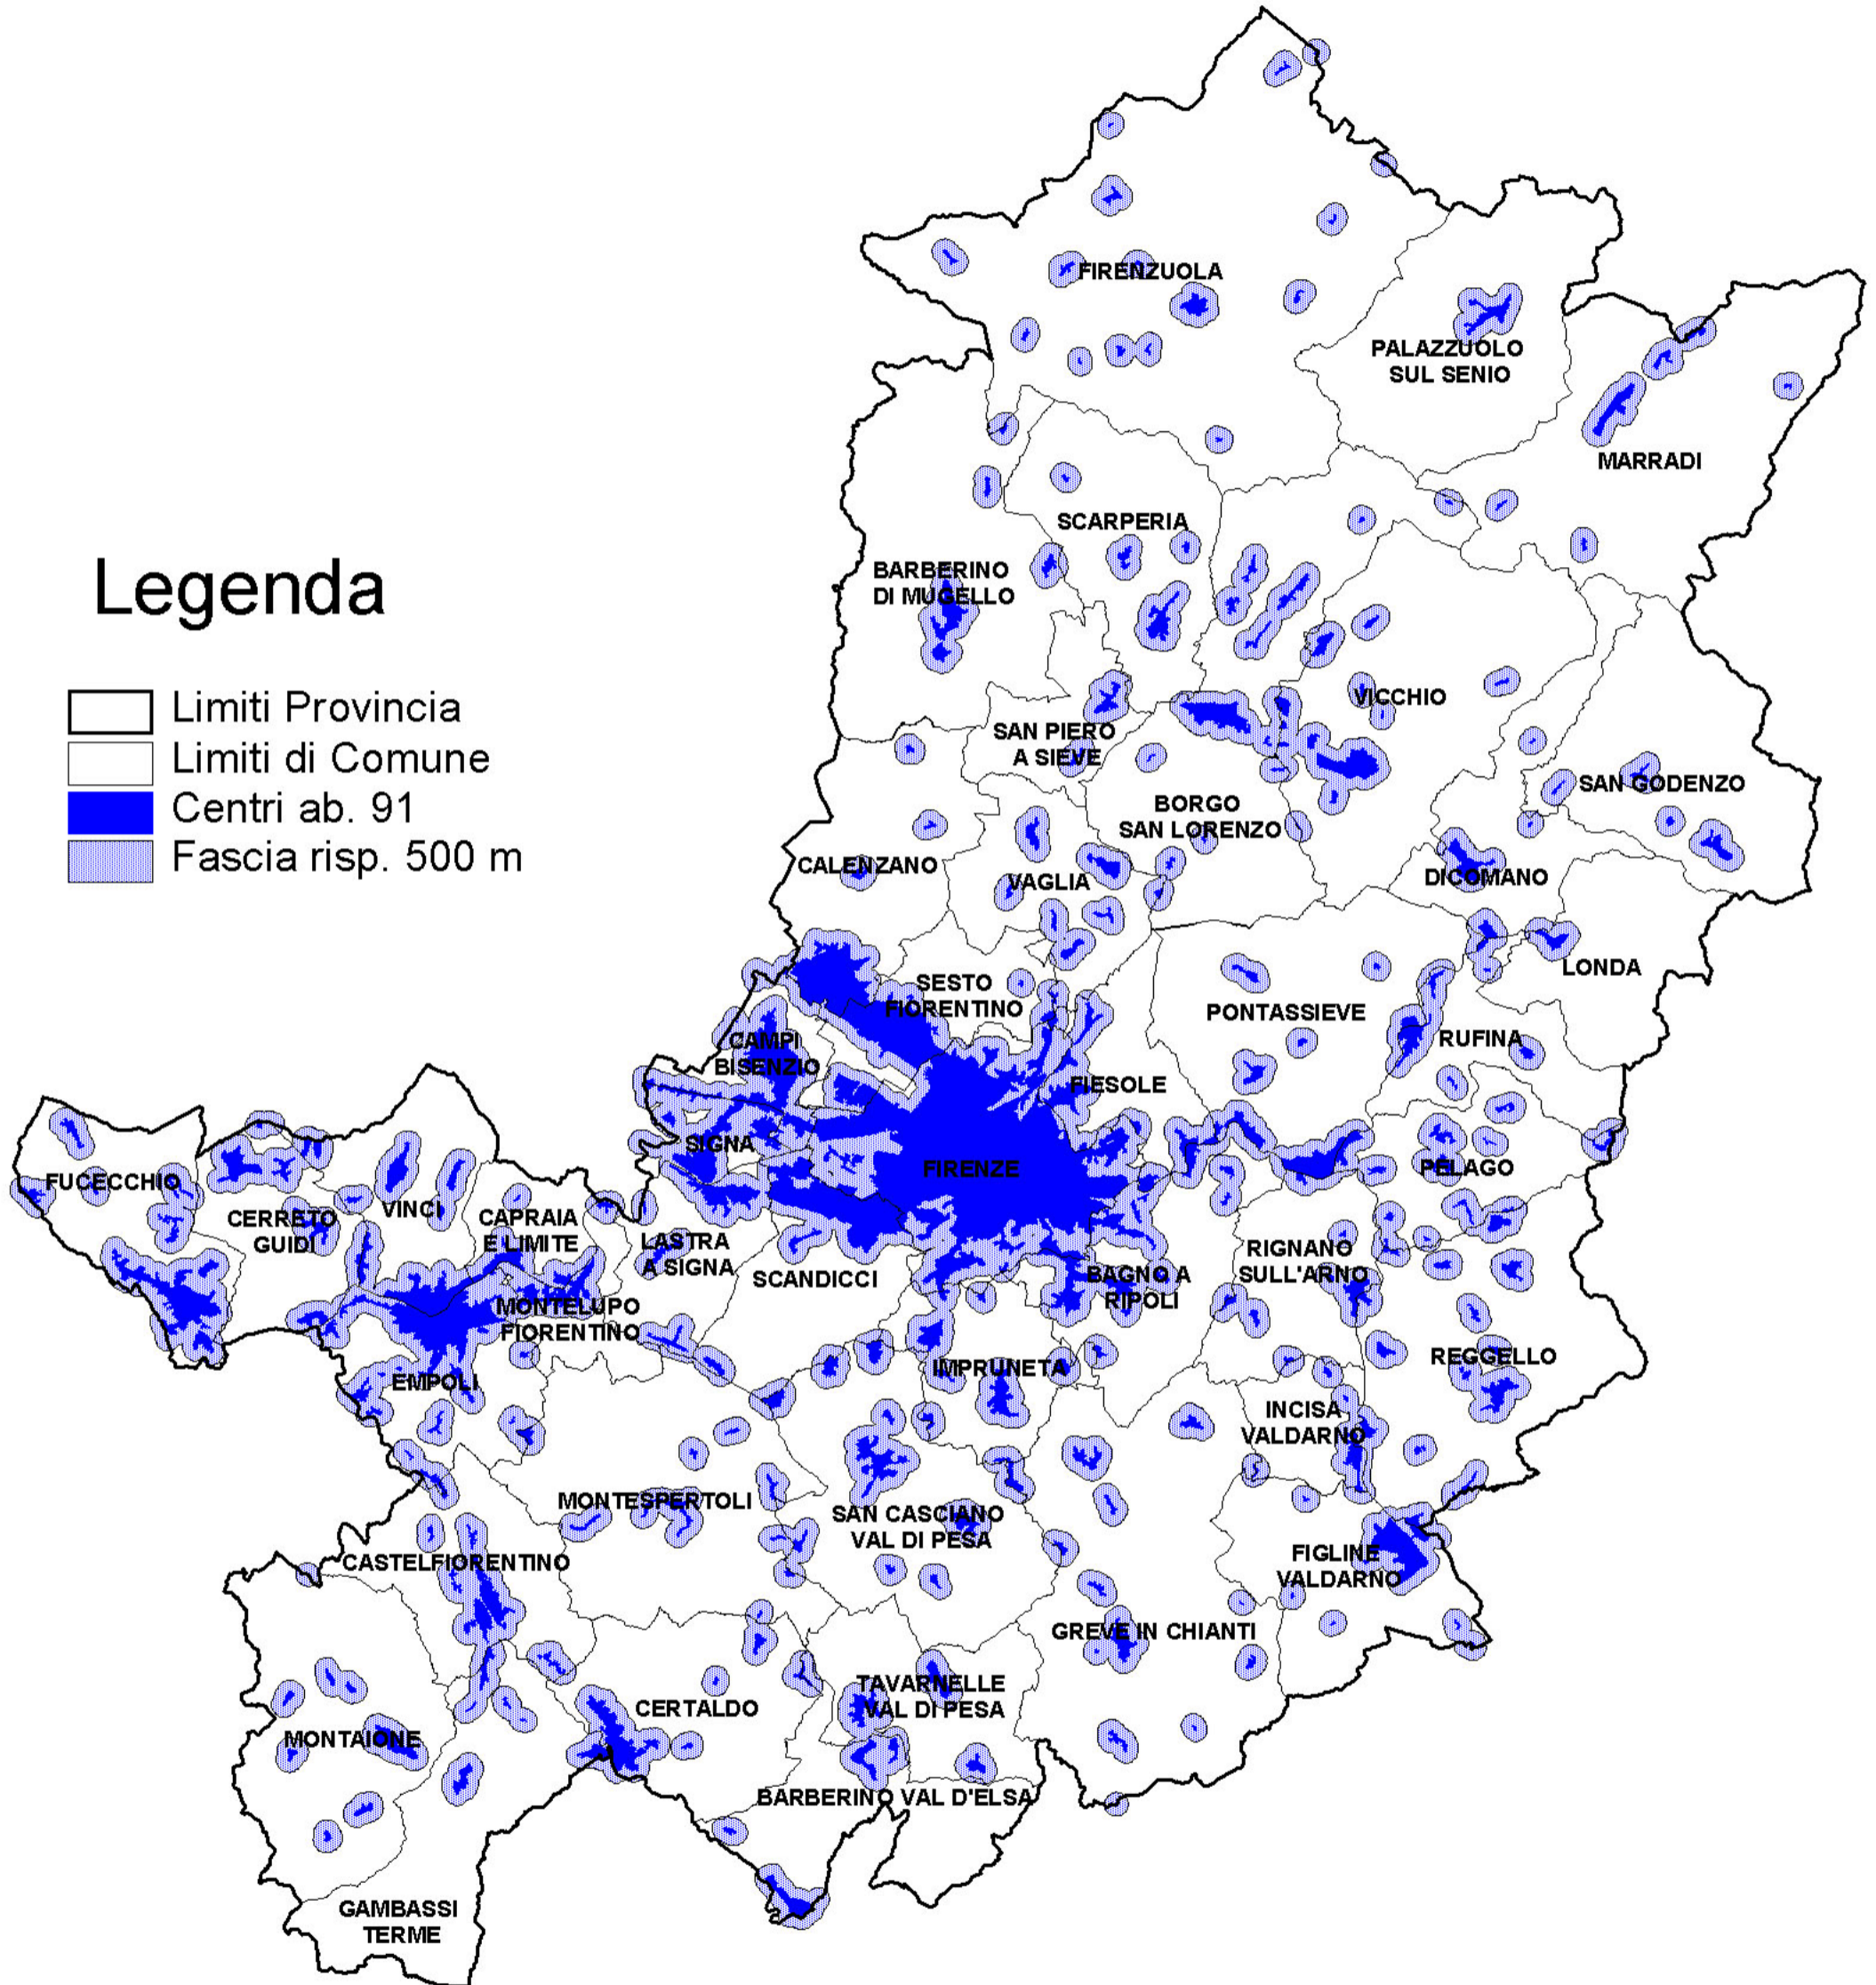 FIRENZUOLA
PALAZZUOLO
SUL SENIO
MARRADI
SCARPERIA
BARBERINO
DI MUGELLO
Legenda
Limiti Provincia
Limiti di Comune
Centri ab. 91
Fascia risp. 500 m
VICCHIO
SAN PIERO
A SIEVE
BORGO
SAN LORENZO
SAN GODENZO
CALENZANO
VAGLIA
DICOMANO
LONDA
SESTO
FIORENTINO
PONTASSIEVE
RUFINA
CAMPI
BISENZIO
FIESOLE
SIGNA
FIRENZE
PELAGO
FUCECCHIO
VINCI
CERRETO
GUIDI
CAPRAIA
E LIMITE
LASTRA
A SIGNA
SCANDICCI
RIGNANO
SULL'ARNO
BAGNO A
RIPOLI
MONTELUPO
FIORENTINO
EMPOLI
IMPRUNETA
REGGELLO
INCISA
VALDARNO
MONTESPERTOLI
SAN CASCIANO
VAL DI PESA
CASTELFIORENTINO
FIGLINE
VALDARNO
GREVE IN CHIANTI
TAVARNELLE
VAL DI PESA
CERTALDO
MONTAIONE
BARBERINO VAL D'ELSA
GAMBASSI
TERME